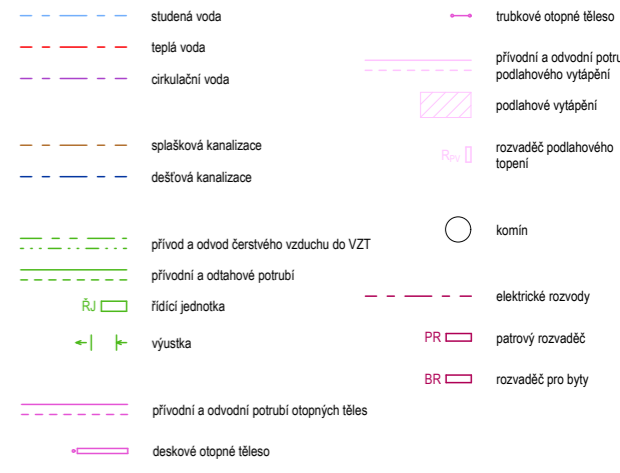 studená voda
teplá voda
cirkulační voda
splašková kanalizace
dešťová kanalizace
přívod a odvod čerstvého vzduchu do VZT
přívodní a odtahové potrubí
ŘJ řídící jednotka
výustka
přívodní a odvodní potrubí otopných těles
deskové otopné těleso
trubkové otopné těleso
přívodní a odvodní potru
podlahového vytápění
podlahové vytápění
RPV rozvaděč podlahového
topení
komín
elektrické rozvody
PR patrový rozvaděč
BR rozvaděč pro byty